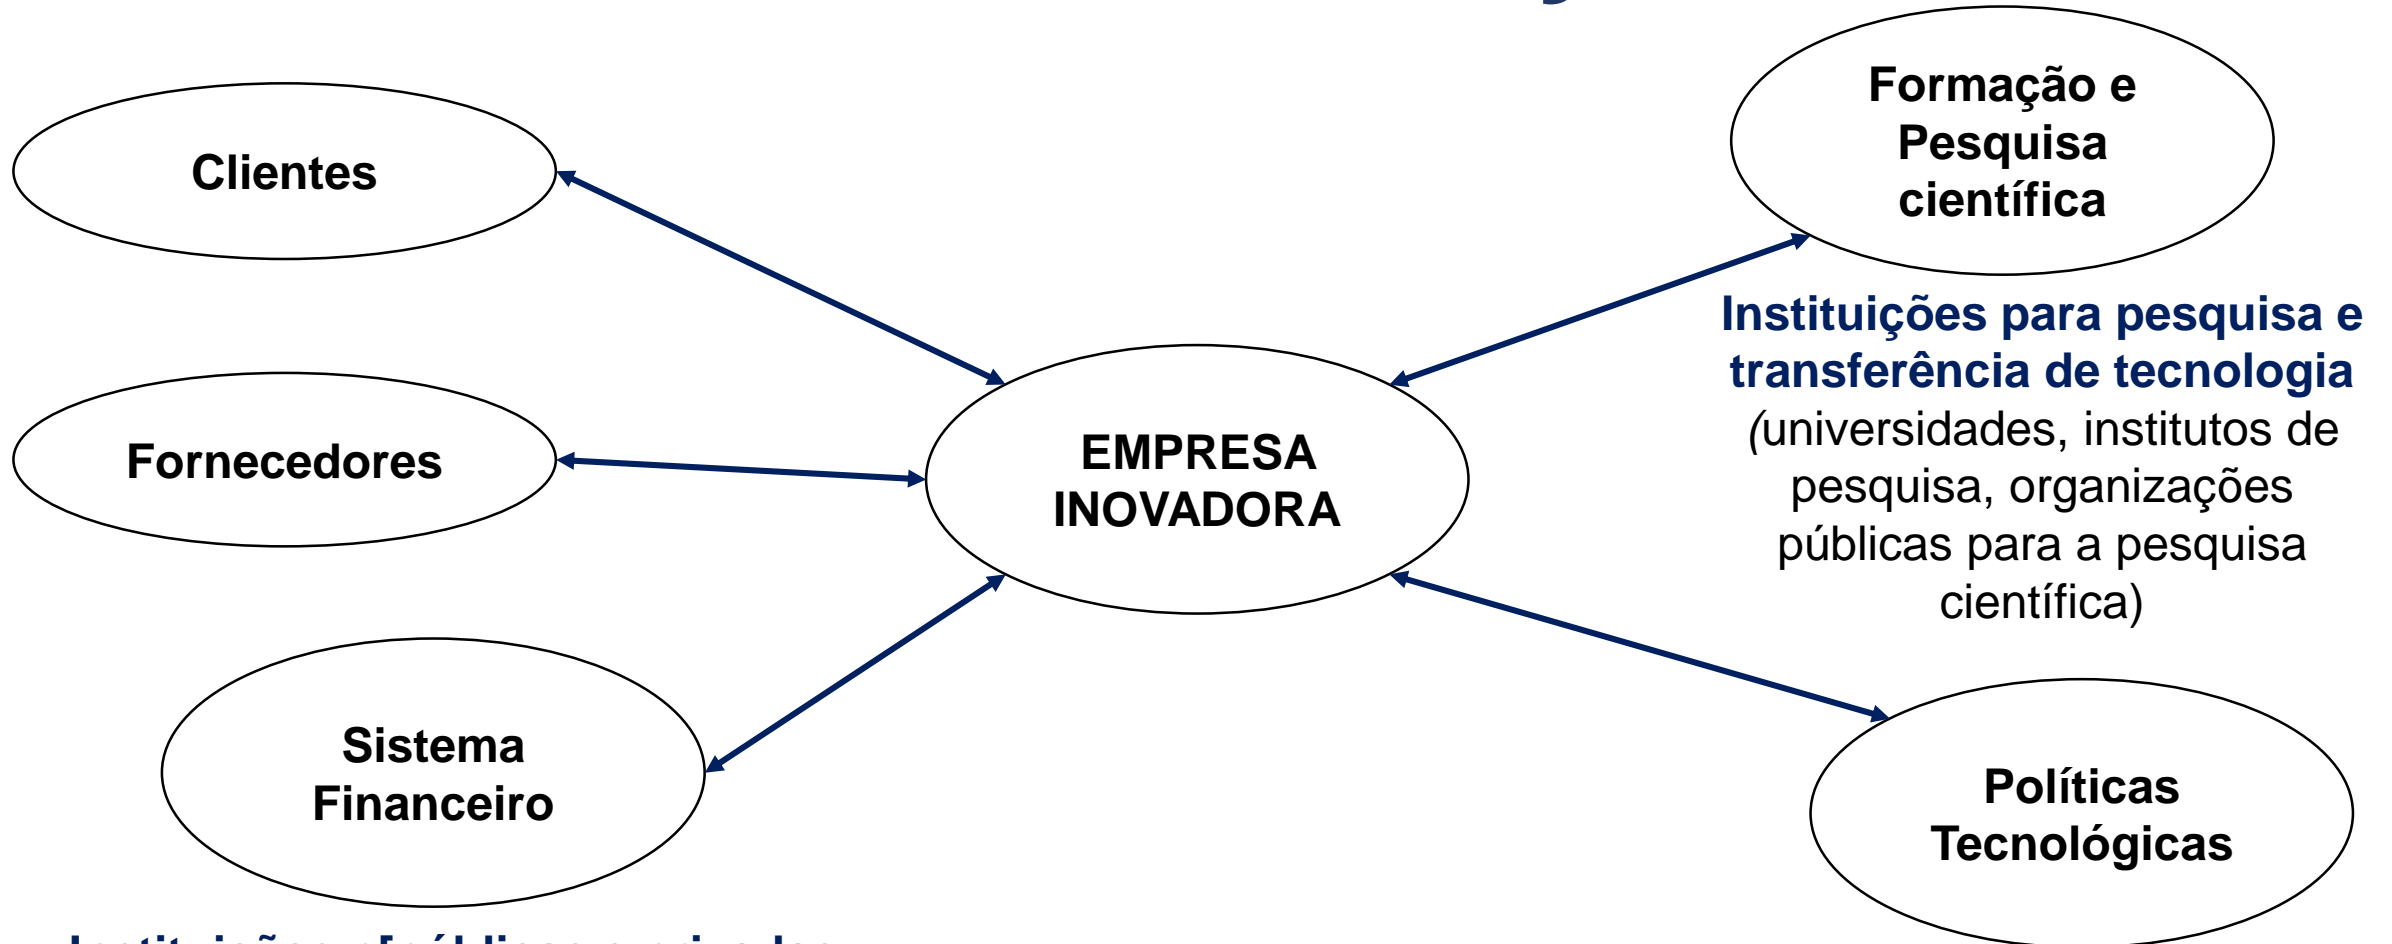 Formação e
Pesquisa
científica
Clientes
Instituições para pesquisa e
transferência de tecnologia
(universidades, institutos de
pesquisa, organizações
públicas para a pesquisa
científica)
Fornecedores
EMPRESA
INOVADORA
Sistema
Financeiro
Políticas
Tecnológicas